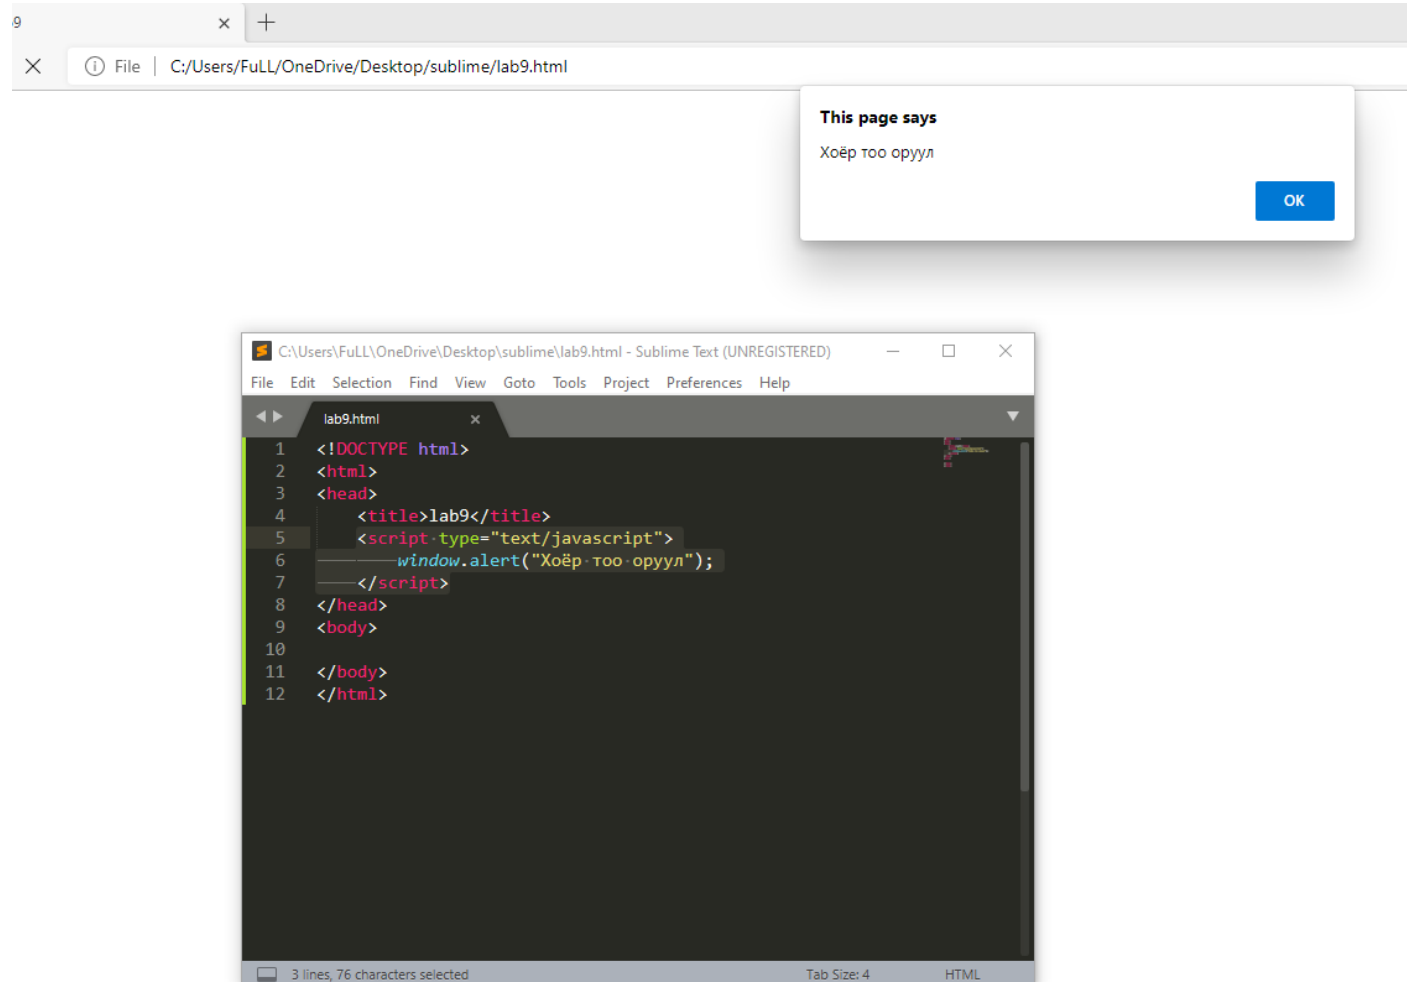 9
File C:/Users/FuLL/OneDrive/Desktop/sublime/lab9.html
This page says
Хоёр тоо оруул
OK
C:\Users\FuLL\OneDrive\Desktop\sublime\lab9.html - Sublime Text (UNREGISTERED)
File Edit Selection Find View Goto Tools Project Preferences Help
lab9.html
1 <!DOCTYPE html>
2 <html>
3 <head>
4 <title>lab9</title>
5 <script type="text/javascript">
6 window.alert("Хоёр тоо оруул");
7 </script>
8 </head>
9 <body>
10
11 </body>
12 </html>
3 lines, 76 characters selected Tab Size: 4 HTML